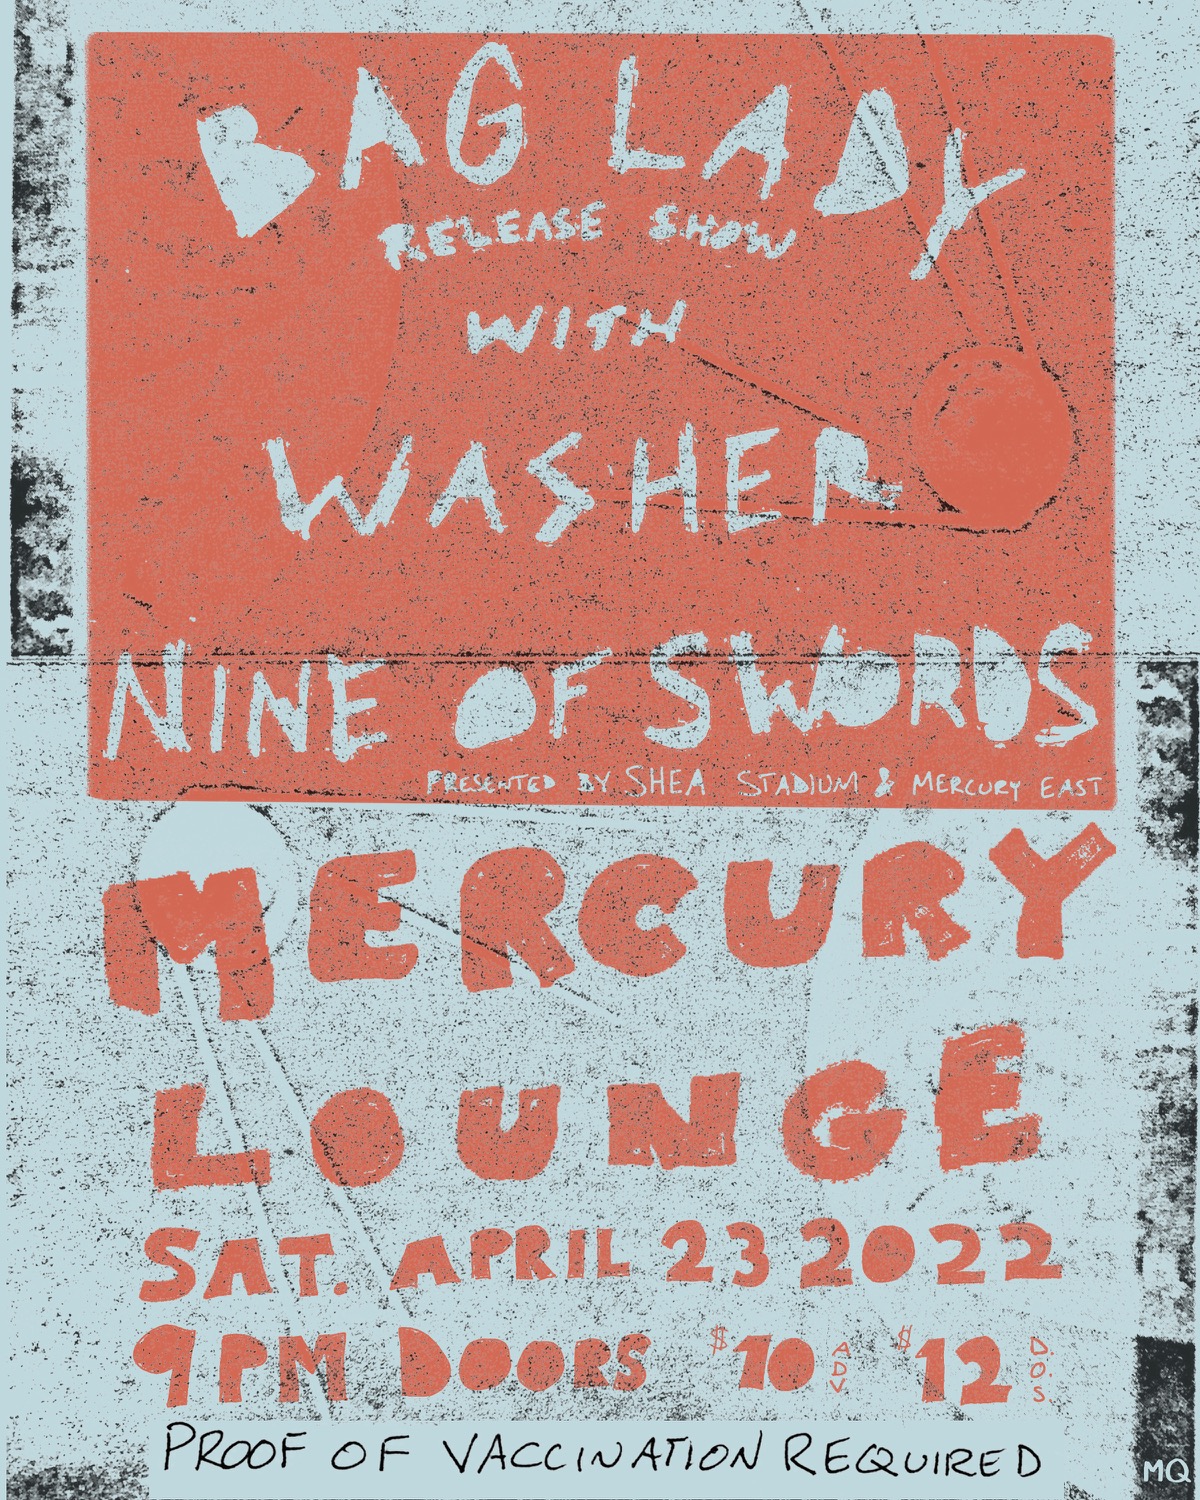 BAG LADY
RELEASE SHOW
WITH
WASHER
NINE OF SWORDS
PRESENTED BY SHEA STADIUM & MERCURY EAST
MERCURY
LOUNGE
SAT. APRIL 23 2022
9PM DOORS $10 ADV $12 D.O.S
PROOF OF VACCINATION REQUIRED
MQ